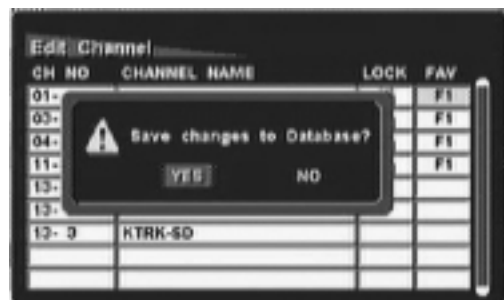 Edit Channel
CH NO CHANNEL NAME LOCK FAV
01- F1
03- F1
04- F1
11- F1
13-
13-
13- 3 KTRK-SD
Save changes to Database?
YES NO